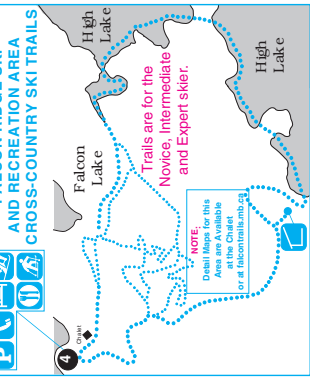 AND RECREATION AREA
CROSS-COUNTRY SKI TRAILS
P
High
Lake
High
Lake
Falcon
Lake
Trails are for the
Novice, Intermediate
and Expert skier.
NOTE:
Detail Maps for this
Area are Available
at the Chalet
or at falcontrails.mb.ca
Chalet
4